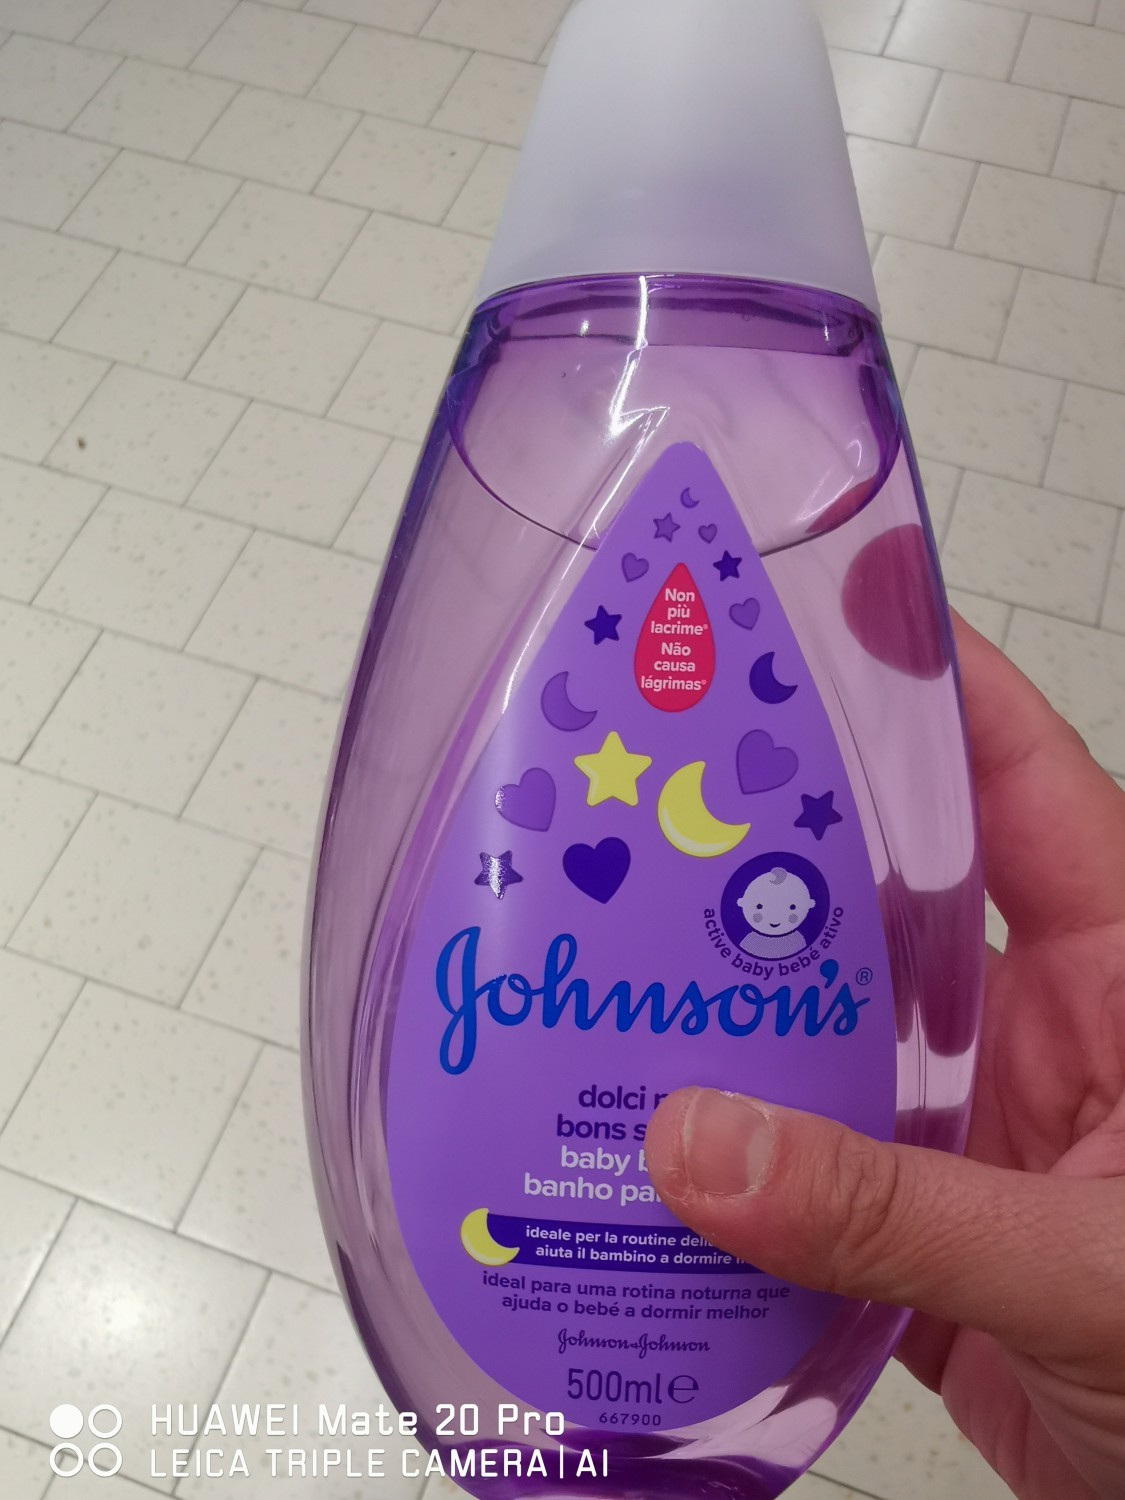 Non
più
lacrime®
Não
causa
lágrimas®
active baby bebé ativo
Johnson's®
dolci
bons
baby
banho
ideale per la routine
aiuta il bambino a dormire
ideal para uma rotina noturna que
ajuda o bebé a dormir melhor
Johnson & Johnson
500ml℮
667900
HUAWEI Mate 20 Pro
LEICA TRIPLE CAMERA | AI